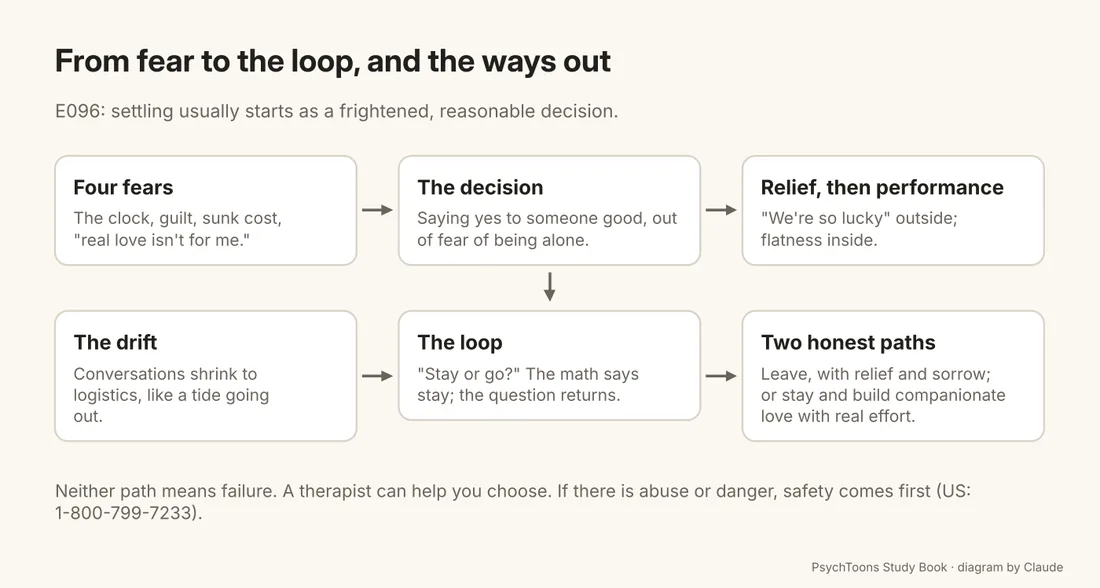 From fear to the loop, and the ways out
E096: settling usually starts as a frightened, reasonable decision.
Four fears
The clock, guilt, sunk cost,
"real love isn't for me."
The decision
Saying yes to someone good, out
of fear of being alone.
Relief, then performance
"We're so lucky" outside;
flatness inside.
The drift
Conversations shrink to
logistics, like a tide going
out.
The loop
"Stay or go?" The math says
stay; the question returns.
Two honest paths
Leave, with relief and sorrow;
or stay and build companionate
love with real effort.
Neither path means failure. A therapist can help you choose. If there is abuse or danger, safety comes first (US:
1-800-799-7233).
PsychToons Study Book · diagram by Claude